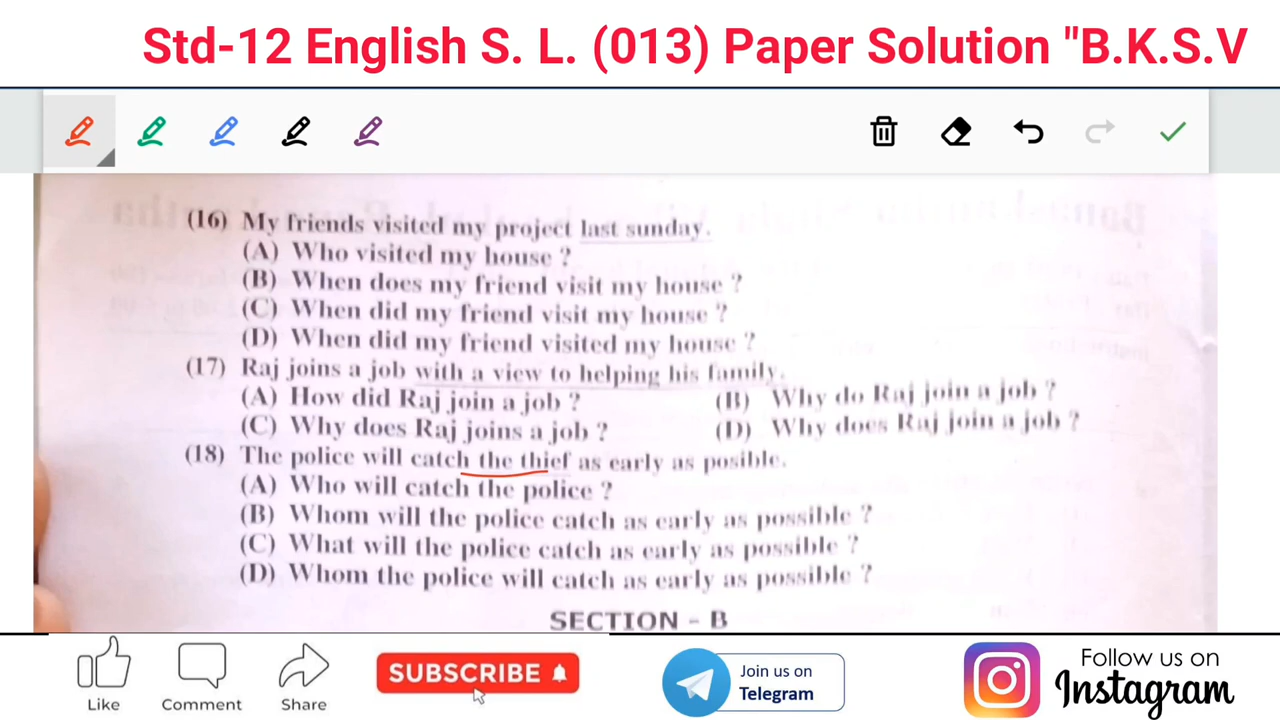 Std-12 English S. L. (013) Paper Solution "B.K.S.V
(16) My friends visited my project last sunday.
(A) Who visited my house ?
(B) When does my friend visit my house ?
(C) When did my friend visit my house ?
(D) When did my friend visited my house ?
(17) Raj joins a job with a view to helping his family.
(A) How did Raj join a job ? (B) Why do Raj join a job ?
(C) Why does Raj joins a job ? (D) Why does Raj join a job ?
(18) The police will catch the thief as early as posible.
(A) Who will catch the police ?
(B) Whom will the police catch as early as possible ?
(C) What will the police catch as early as possible ?
(D) Whom the police will catch as early as possible ?
SECTION - B
Like
Comment
Share
SUBSCRIBE
Join us on
Telegram
Follow us on
Instagram